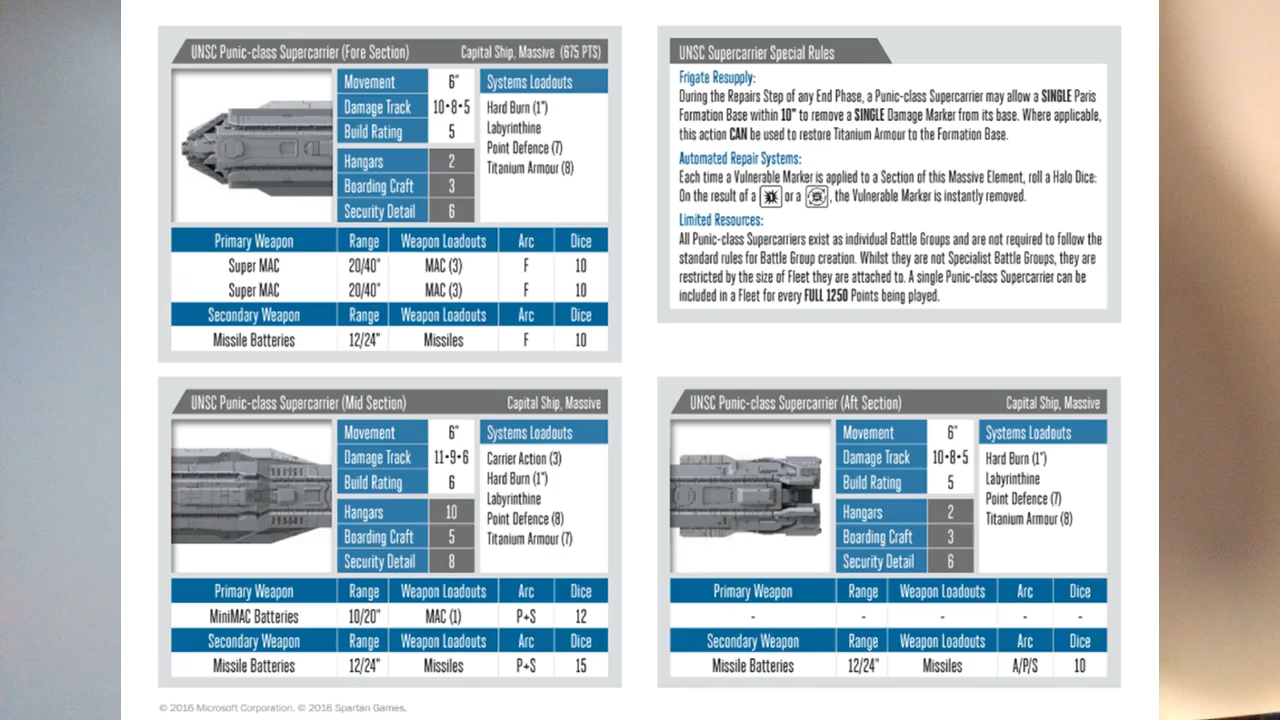 UNSC Punic-class Supercarrier (Fore Section) Capital Ship, Massive (675 PTS)
Movement 6" Systems Loadouts
Damage Track 10•8•5 Hard Burn (1")
Build Rating 5 Labyrinthine
Hangars 2 Point Defence (7)
Boarding Craft 3 Titanium Armour (8)
Security Detail 6
Primary Weapon Range Weapon Loadouts Arc Dice
Super MAC 20/40" MAC (3) F 10
Super MAC 20/40" MAC (3) F 10
Secondary Weapon Range Weapon Loadouts Arc Dice
Missile Batteries 12/24" Missiles F 10
UNSC Supercarrier Special Rules
Frigate Resupply:
During the Repairs Step of any End Phase, a Punic-class Supercarrier may allow a SINGLE Paris
Formation Base within 10" to remove a SINGLE Damage Marker from its base. Where applicable,
this action CAN be used to restore Titanium Armour to the Formation Base.
Automated Repair Systems:
Each time a Vulnerable Marker is applied to a Section of this Massive Element, roll a Halo Dice:
On the result of a or a , the Vulnerable Marker is instantly removed.
Limited Resources:
All Punic-class Supercarriers exist as individual Battle Groups and are not required to follow the
standard rules for Battle Group creation. Whilst they are not Specialist Battle Groups, they are
restricted by the size of Fleet they are attached to. A single Punic-class Supercarrier can be
included in a Fleet for every FULL 1250 Points being played.
UNSC Punic-class Supercarrier (Mid Section) Capital Ship, Massive
Movement 6" Systems Loadouts
Damage Track 11•9•6 Carrier Action (3)
Build Rating 6 Hard Burn (1")
Hangars 10 Labyrinthine
Boarding Craft 5 Point Defence (8)
Security Detail 8 Titanium Armour (7)
Primary Weapon Range Weapon Loadouts Arc Dice
MiniMAC Batteries 10/20" MAC (1) P+S 12
Secondary Weapon Range Weapon Loadouts Arc Dice
Missile Batteries 12/24" Missiles P+S 15
UNSC Punic-class Supercarrier (Aft Section) Capital Ship, Massive
Movement 6" Systems Loadouts
Damage Track 10•8•5 Hard Burn (1")
Build Rating 5 Labyrinthine
Hangars 2 Point Defence (7)
Boarding Craft 3 Titanium Armour (8)
Security Detail 6
Primary Weapon Range Weapon Loadouts Arc Dice
- - - - -
Secondary Weapon Range Weapon Loadouts Arc Dice
Missile Batteries 12/24" Missiles A/P/S 10
© 2016 Microsoft Corporation. © 2016 Spartan Games.